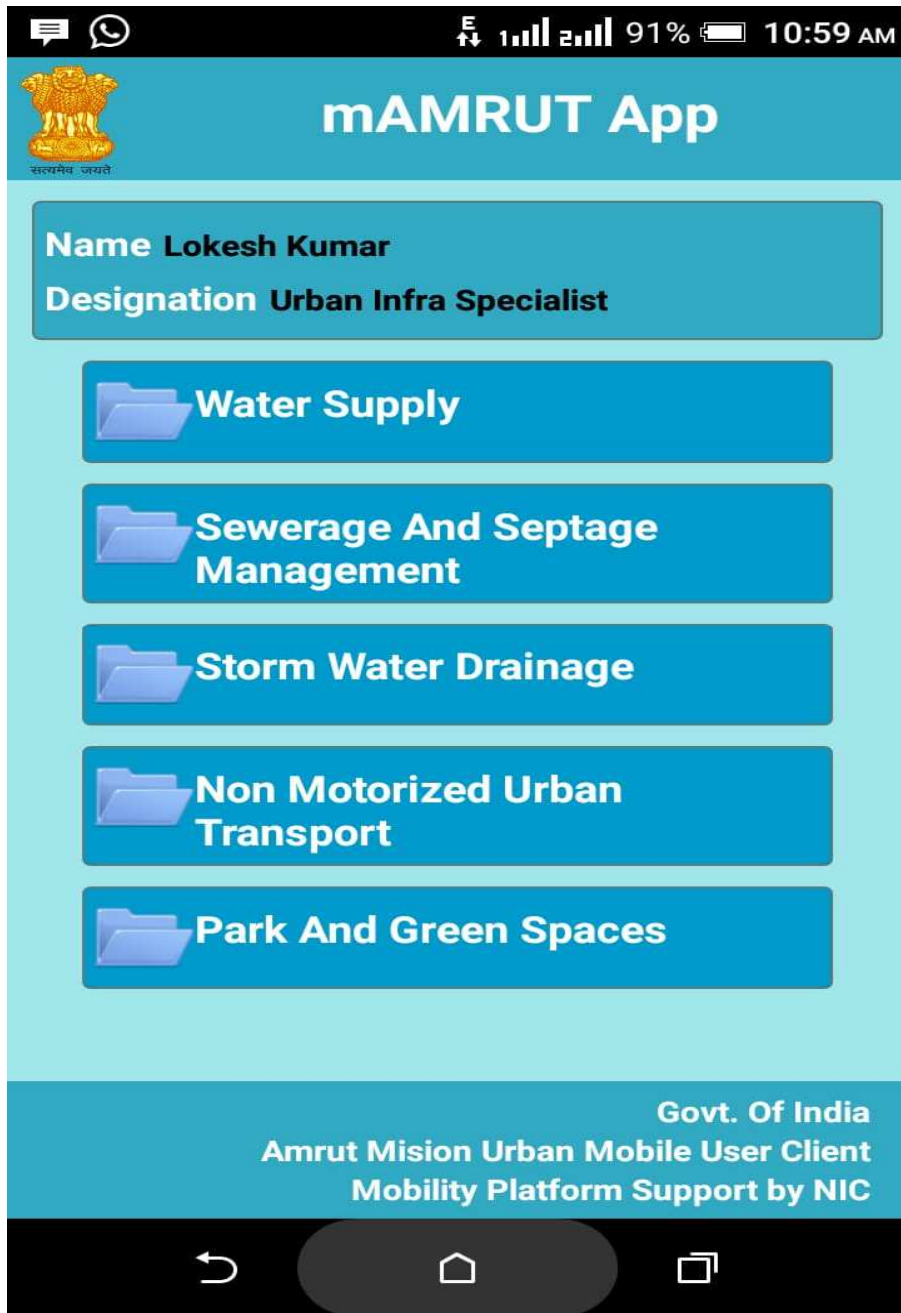 E 1 2 91% 10:59 AM
mAMRUT App
सत्यमेव जयते
Name Lokesh Kumar
Designation Urban Infra Specialist
Water Supply
Sewerage And Septage
Management
Storm Water Drainage
Non Motorized Urban
Transport
Park And Green Spaces
Govt. Of India
Amrut Mision Urban Mobile User Client
Mobility Platform Support by NIC